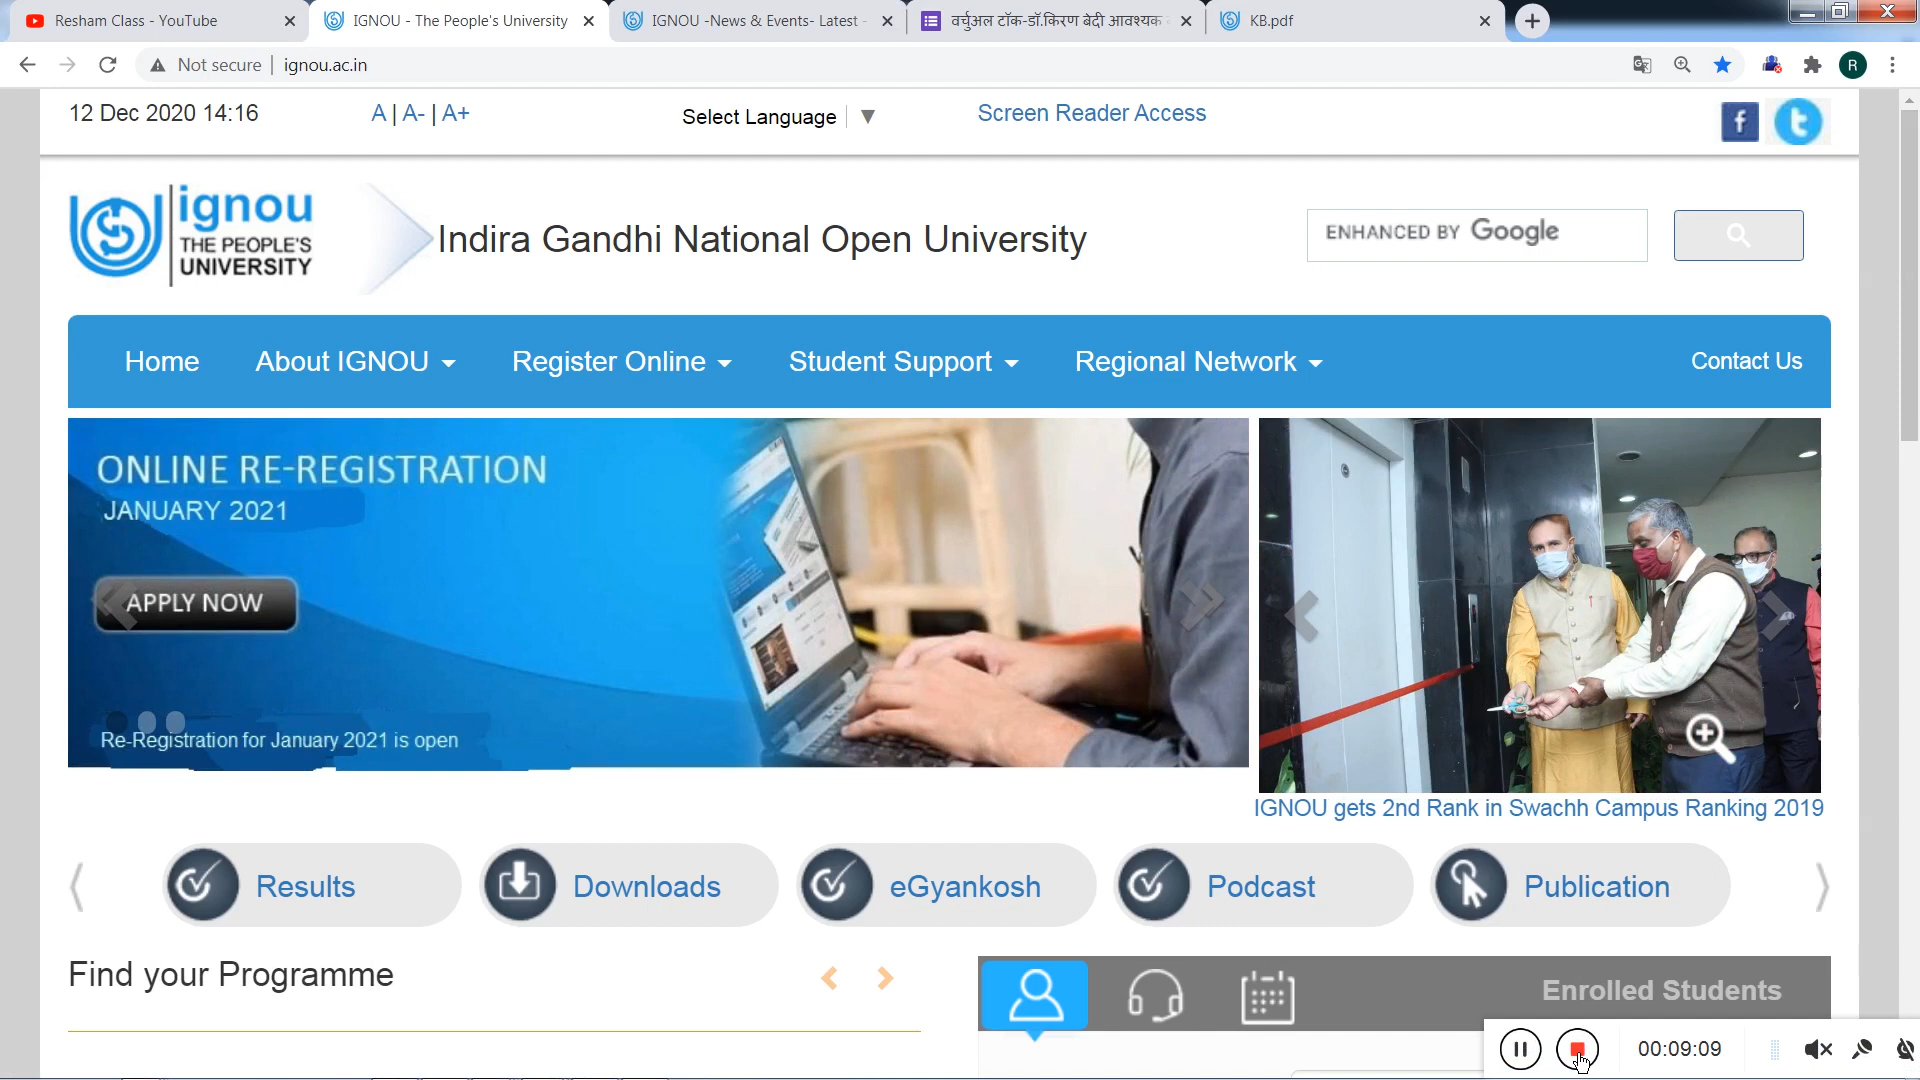 Resham Class - YouTube
IGNOU - The People's University
IGNOU -News & Events- Latest -
वर्चुअल टॉक-डॉ.किरण बेदी आवश्यक
KB.pdf
Not secure | ignou.ac.in
R
12 Dec 2020 14:16
A | A- | A+
Select Language ▼
Screen Reader Access
ignou
THE PEOPLE'S
UNIVERSITY
Indira Gandhi National Open University
ENHANCED BY Google
Home
About IGNOU
Register Online
Student Support
Regional Network
Contact Us
ONLINE RE-REGISTRATION
JANUARY 2021
APPLY NOW
Re-Registration for January 2021 is open
IGNOU gets 2nd Rank in Swachh Campus Ranking 2019
Results
Downloads
eGyankosh
Podcast
Publication
Find your Programme
Enrolled Students
00:09:09